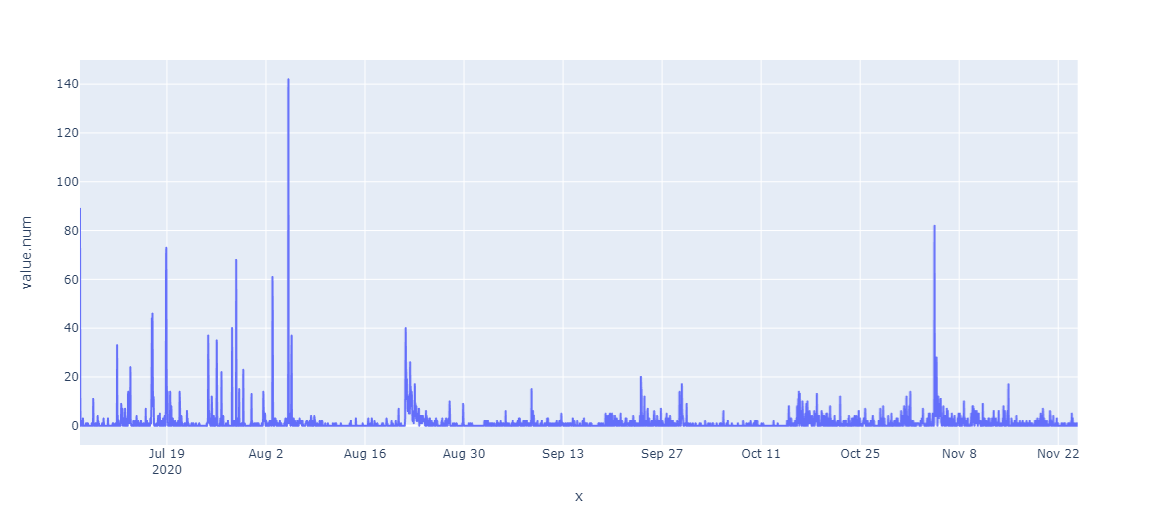 140
120
100
80
60
40
20
0
value.num
Jul 19
2020
Aug 2
Aug 16
Aug 30
Sep 13
Sep 27
Oct 11
Oct 25
Nov 8
Nov 22
x